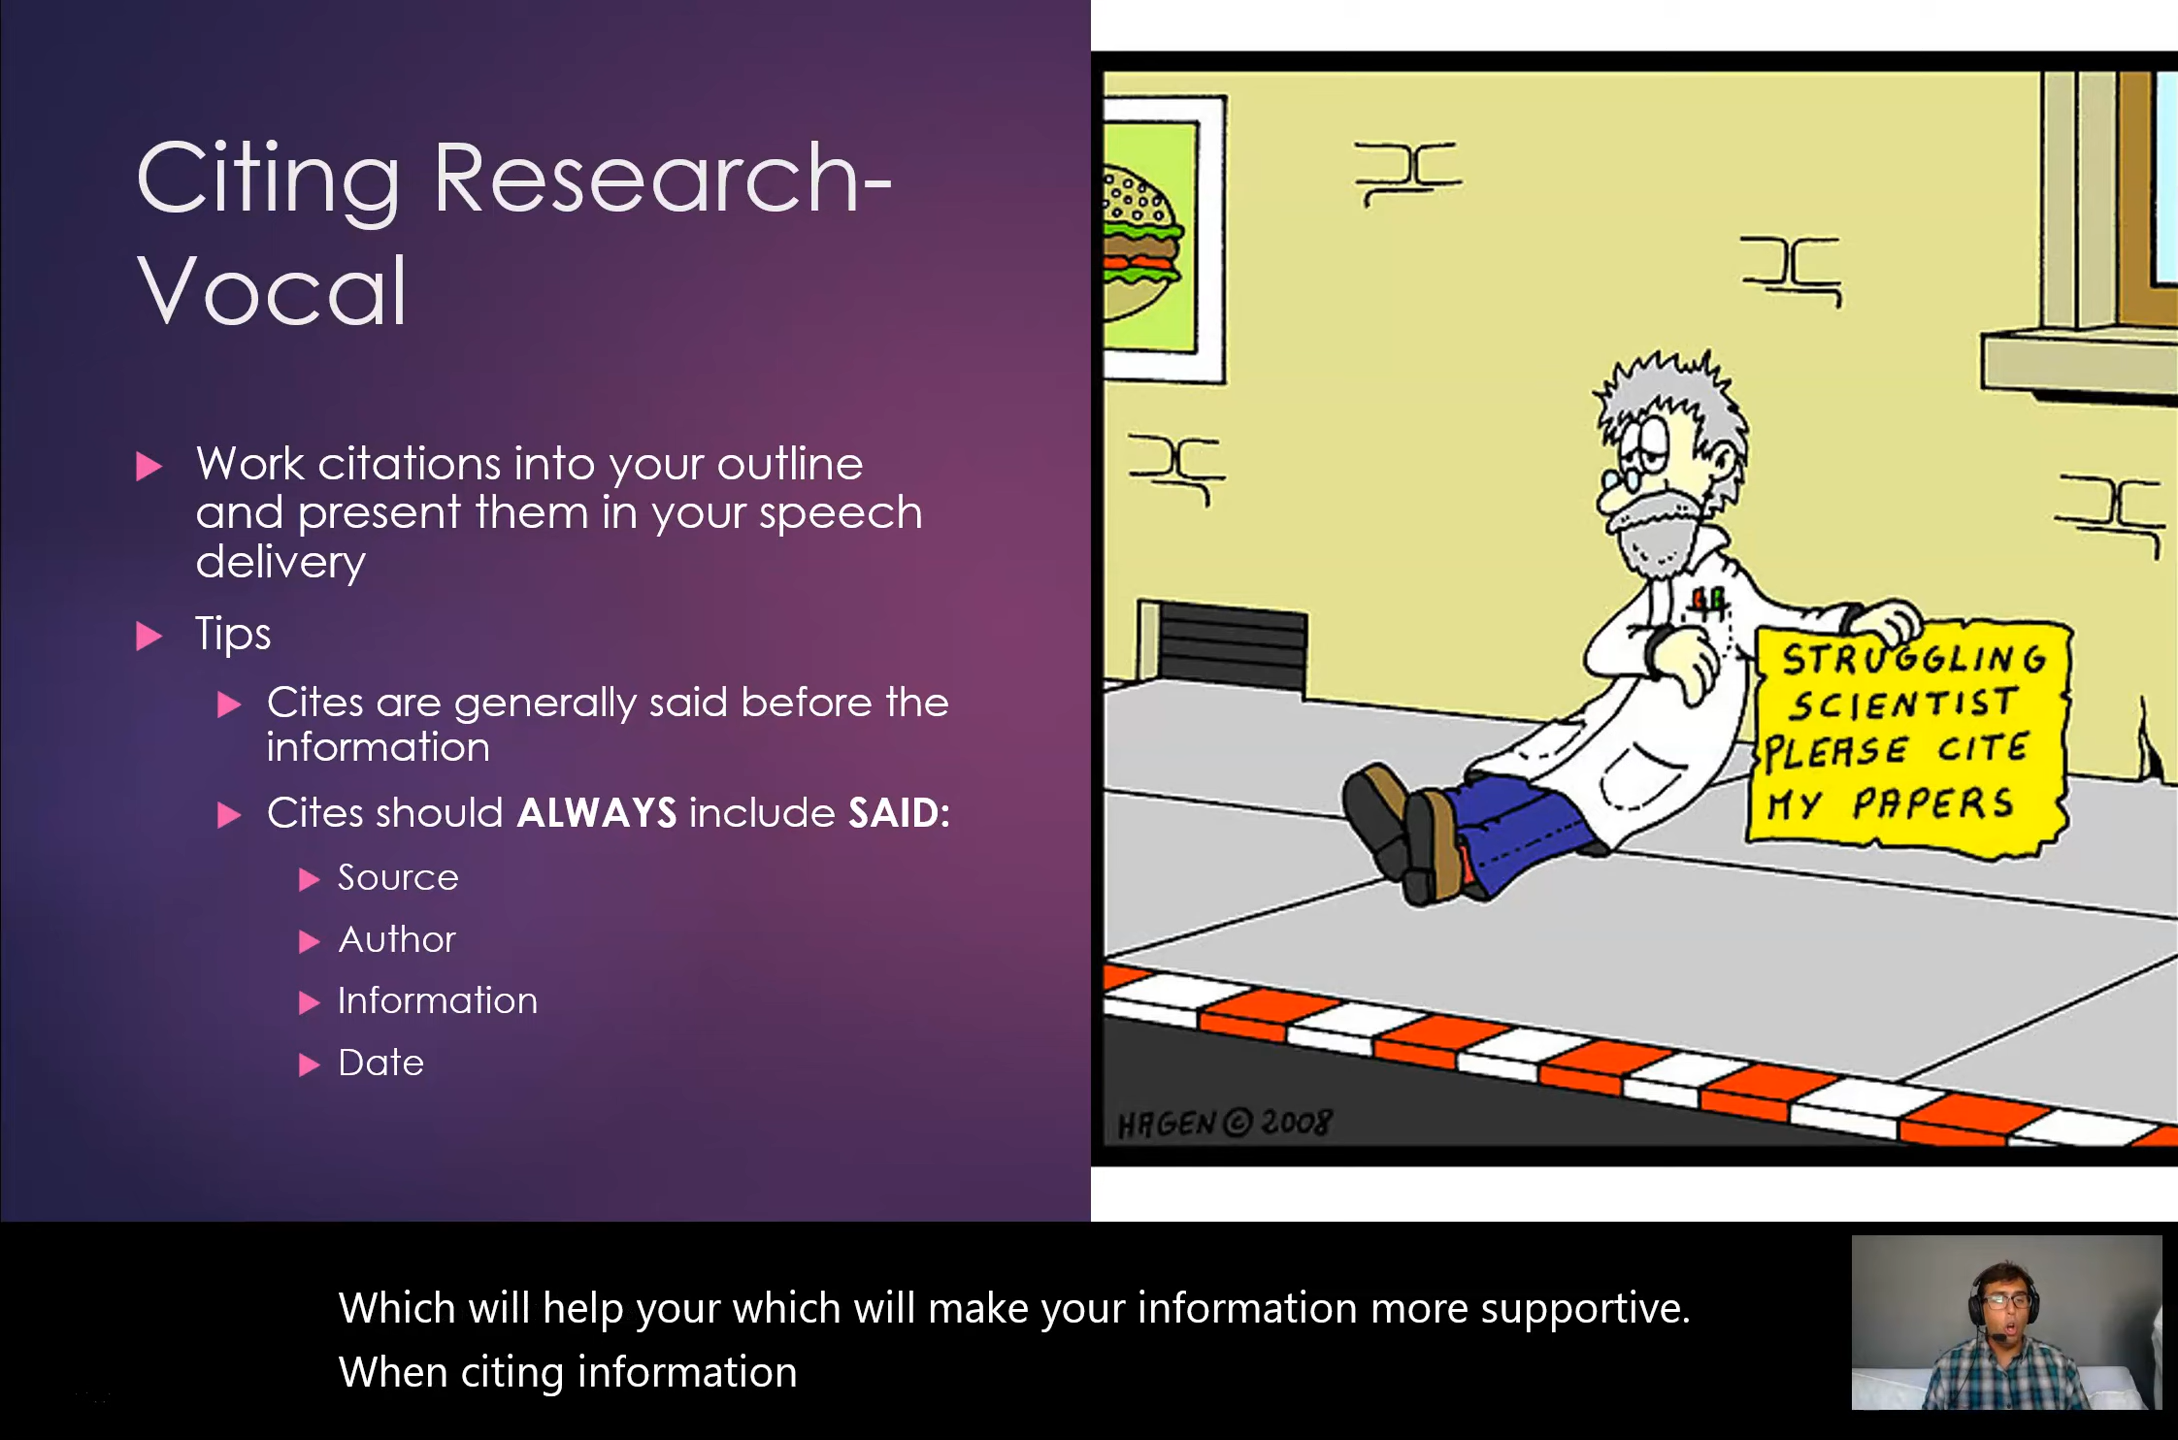 Citing Research-
Vocal
Work citations into your outline
and present them in your speech
delivery
Tips
Cites are generally said before the
information
Cites should ALWAYS include SAID:
Source
Author
Information
Date
STRUGGLING
SCIENTIST
PLEASE CITE
MY PAPERS
HAGEN © 2008
Which will help your which will make your information more supportive.
When citing information